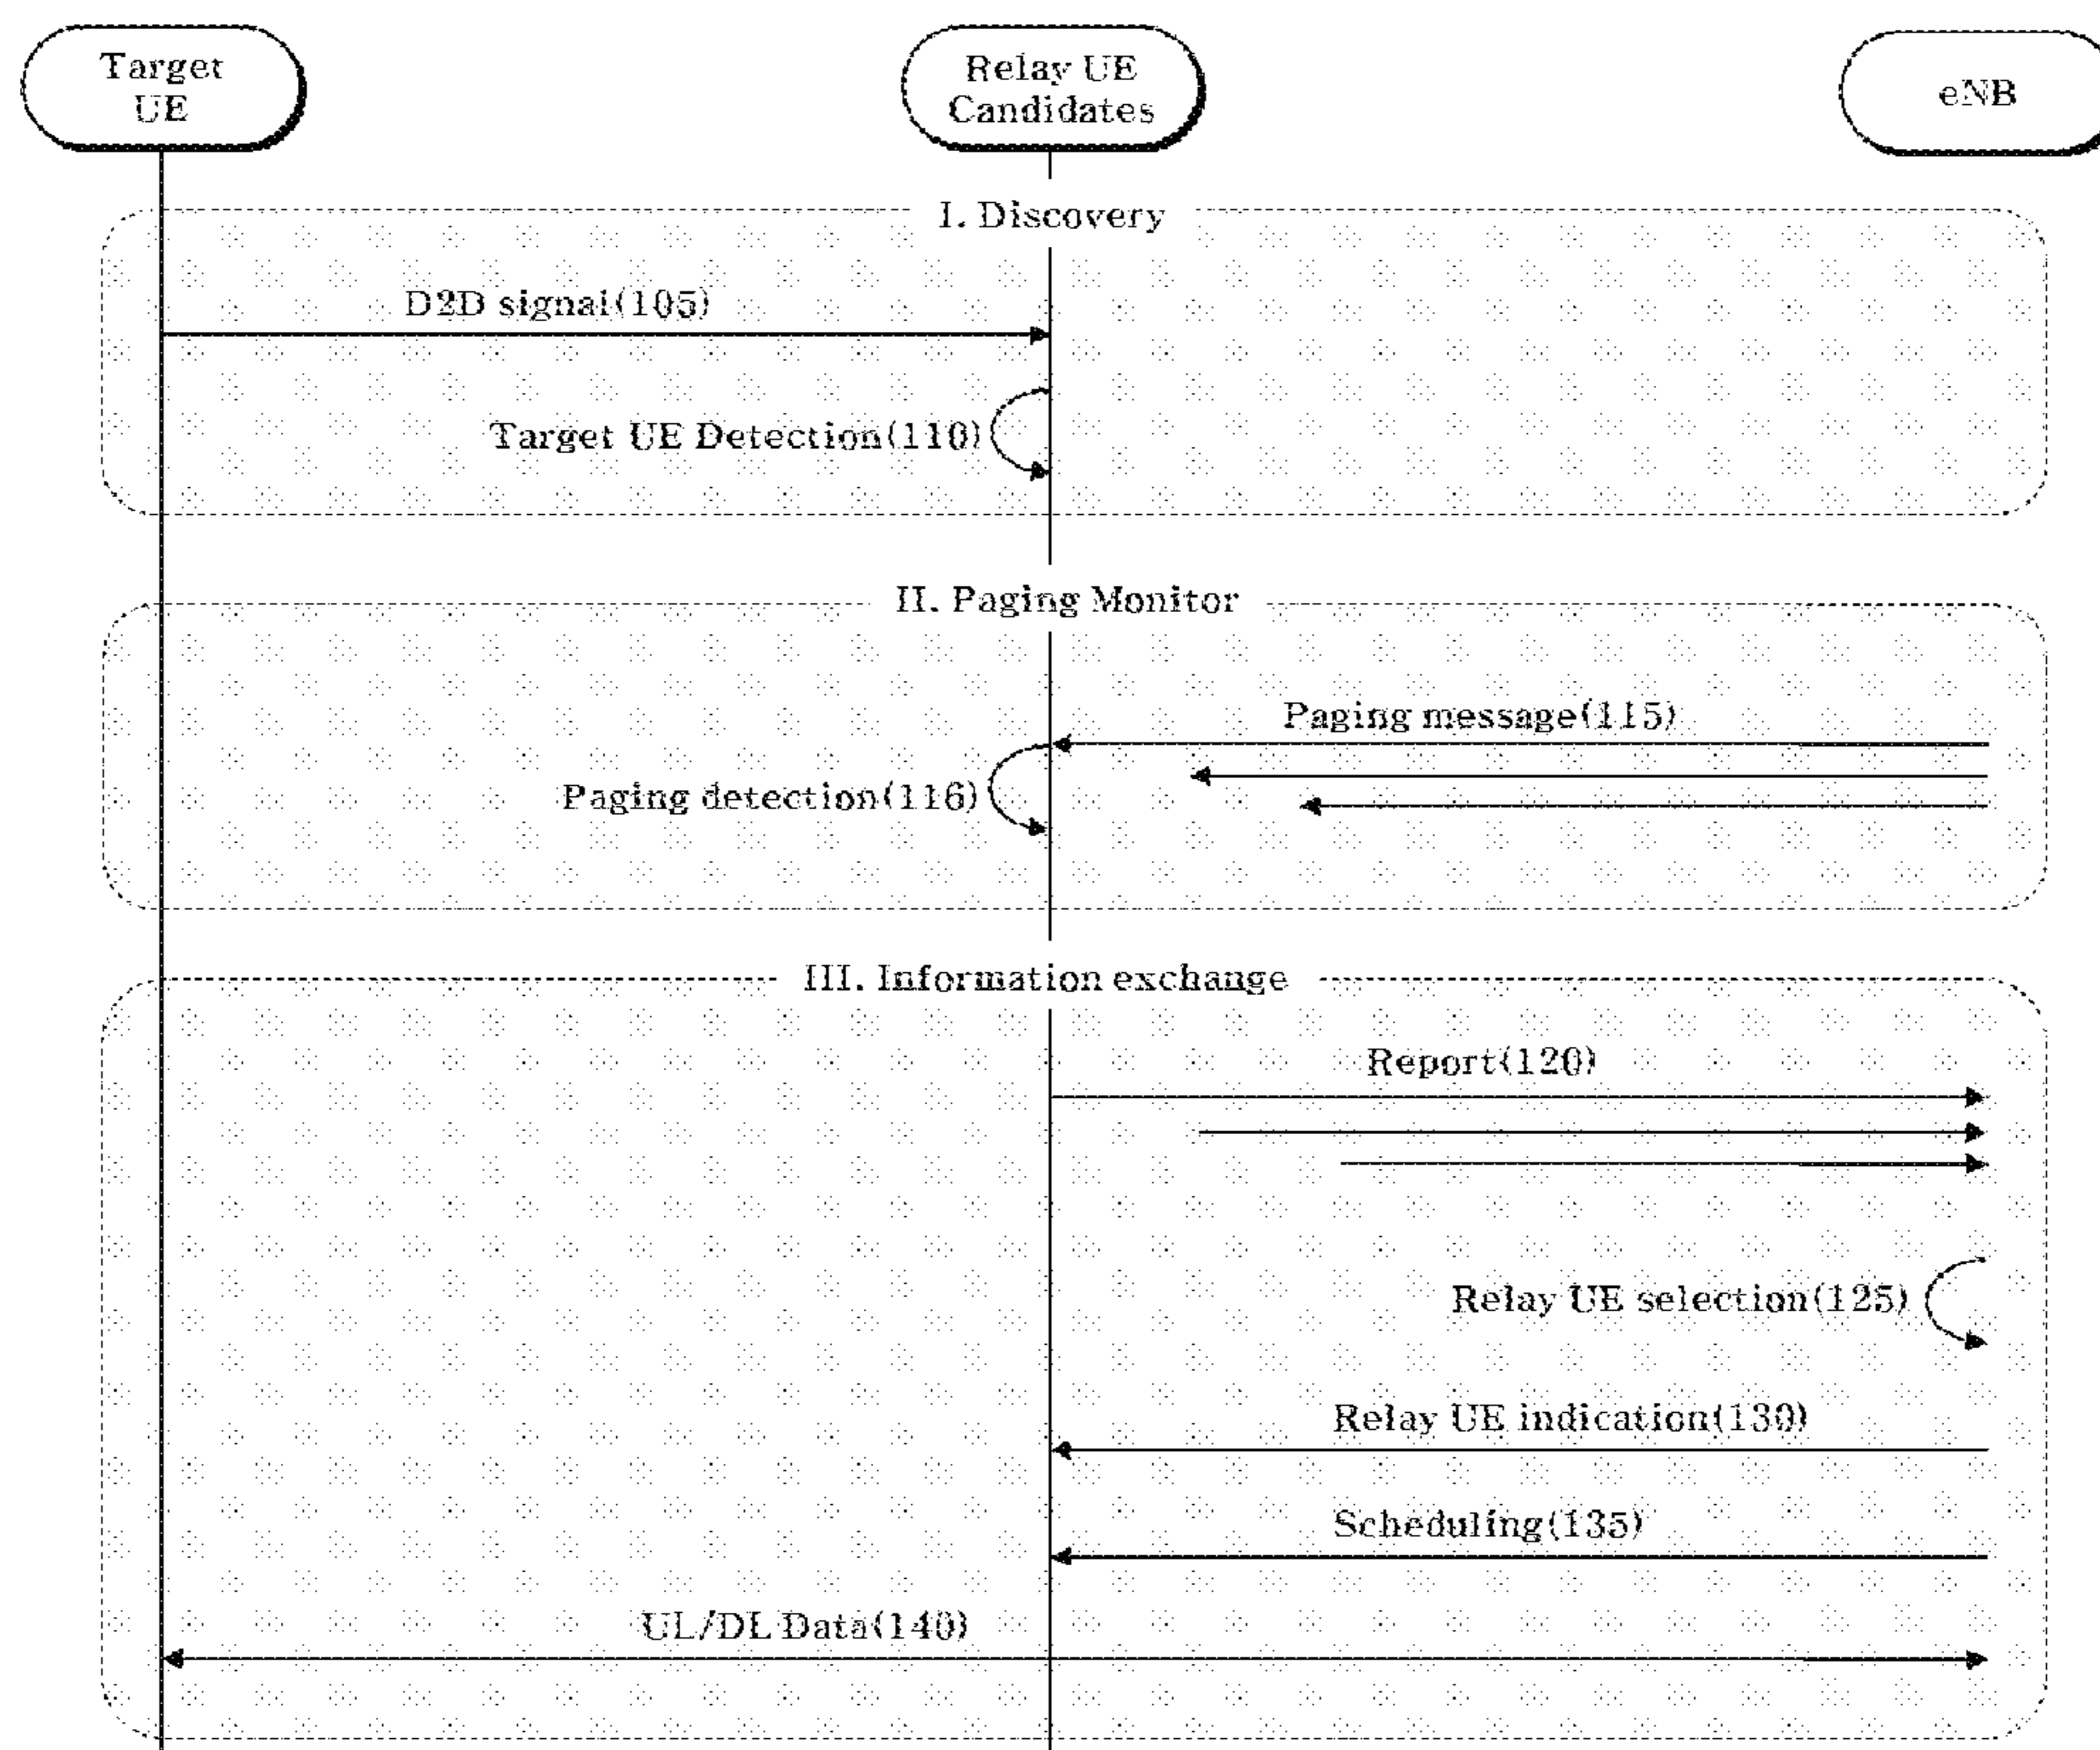 Target
UE
Relay UE
Candidates
eNB
I. Discovery
D2D signal(105)
Target UE Detection(110)
II. Paging Monitor
Paging message(115)
Paging detection(116)
III. Information exchange
Report(120)
Relay UE selection(125)
Relay UE indication(130)
Scheduling(135)
UL/DL Data(140)